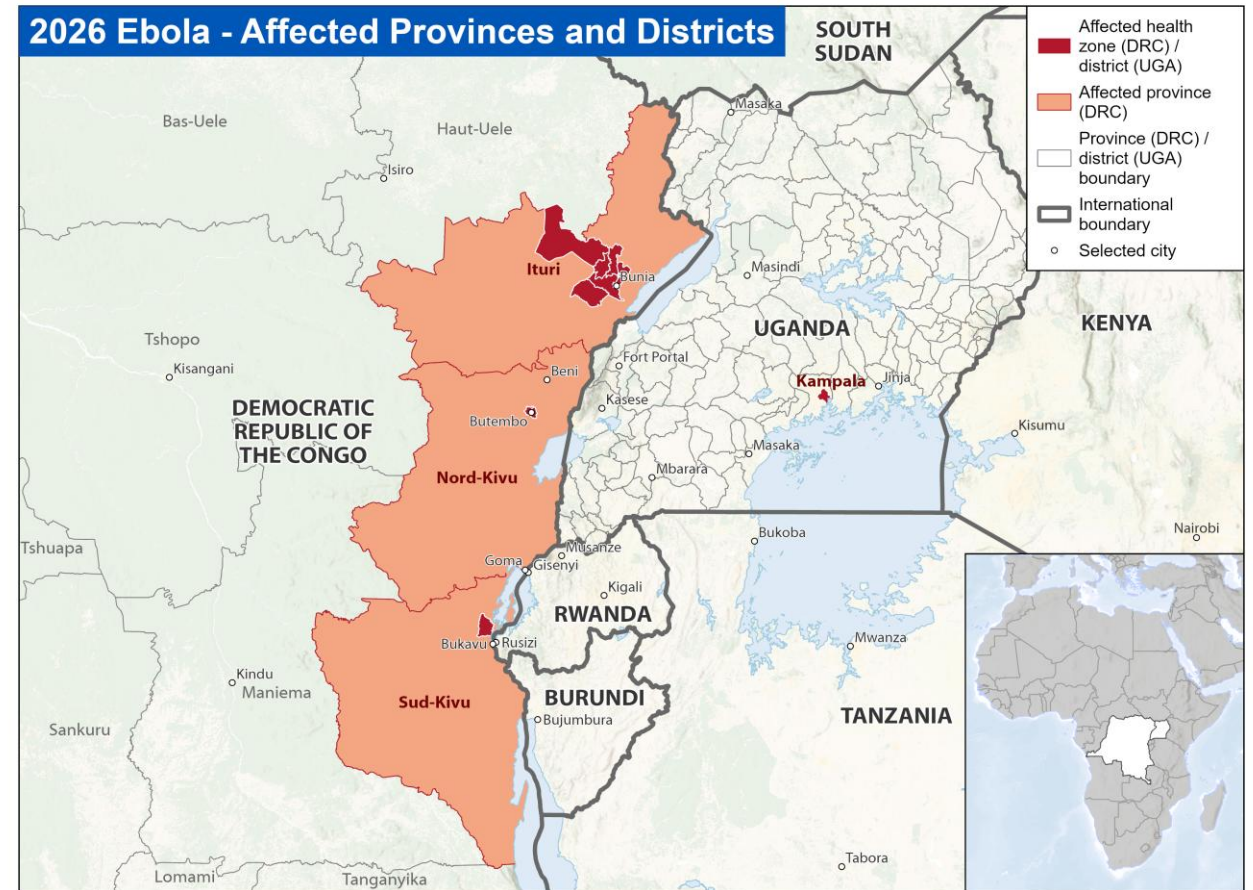 2026 Ebola - Affected Provinces and Districts
SOUTH
SUDAN
Affected health
zone (DRC) /
district (UGA)
Affected province
(DRC)
Province (DRC) /
district (UGA)
boundary
International
boundary
Selected city
Masaka
Bas-Uele
Haut-Uele
Isiro
Ituri
Bunia
Masindi
UGANDA
KENYA
Tshopo
Kisangani
Fort Portal
Beni
Kampala
Jinja
Kasese
DEMOCRATIC
REPUBLIC OF
THE CONGO
Butembo
Kisumu
Masaka
Nord-Kivu
Mbarara
Nairobi
Bukoba
Tshuapa
Musanze
Goma
Gisenyi
Kigali
RWANDA
Bukavu
Rusizi
Mwanza
Kindu
Maniema
Sud-Kivu
BURUNDI
Bujumbura
TANZANIA
Sankuru
Tabora
Lomami
Tanganyika